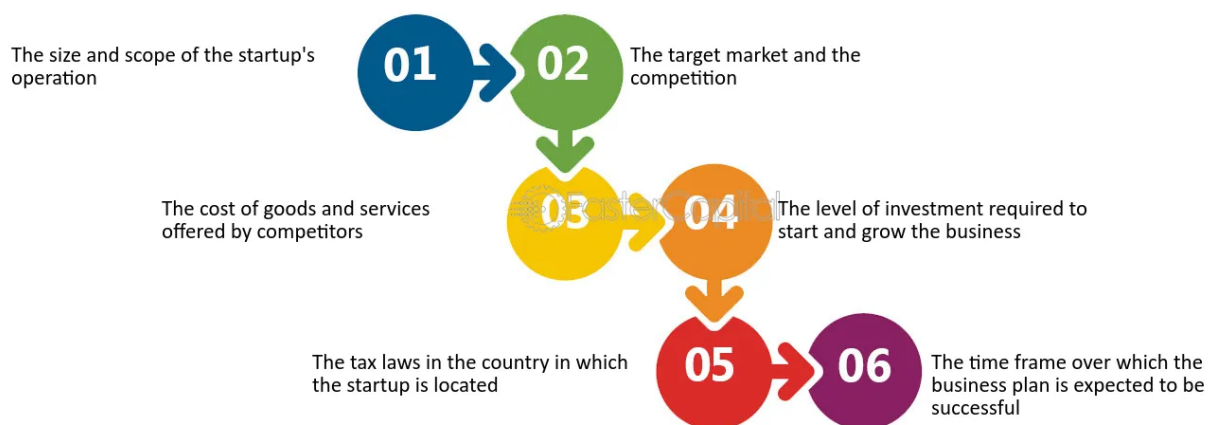 01
The size and scope of the startup's
operation
02
The target market and the
competition
03
The cost of goods and services
offered by competitors
FasterCapital
04
The level of investment required to
start and grow the business
05
The tax laws in the country in which
the startup is located
06
The time frame over which the
business plan is expected to be
successful